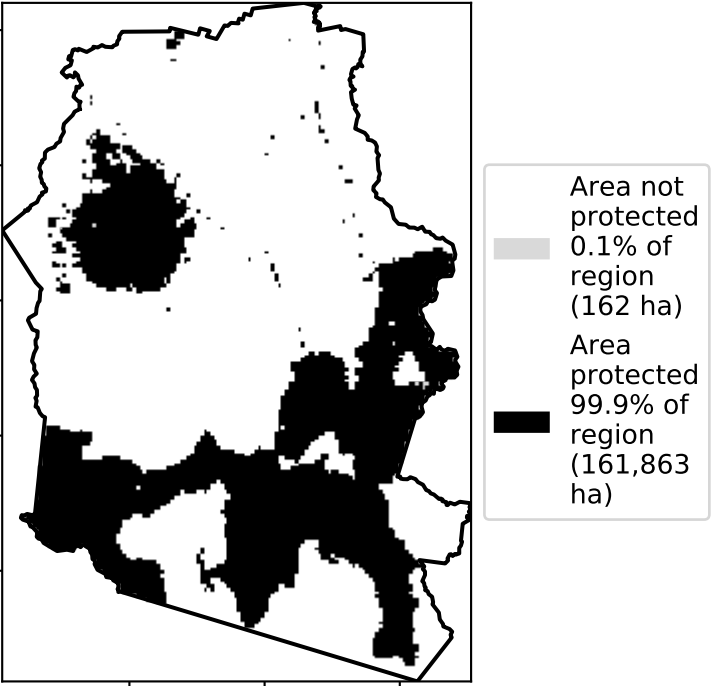 Area not
protected
0.1% of
region
(162 ha)
Area
protected
99.9% of
region
(161,863
ha)